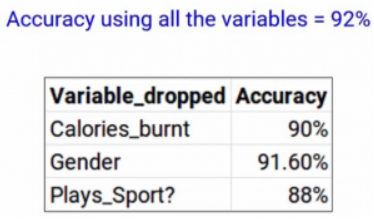 Accuracy using all the variables = 92%
Variable_dropped Accuracy
Calories_burnt 90%
Gender 91.60%
Plays_Sport? 88%